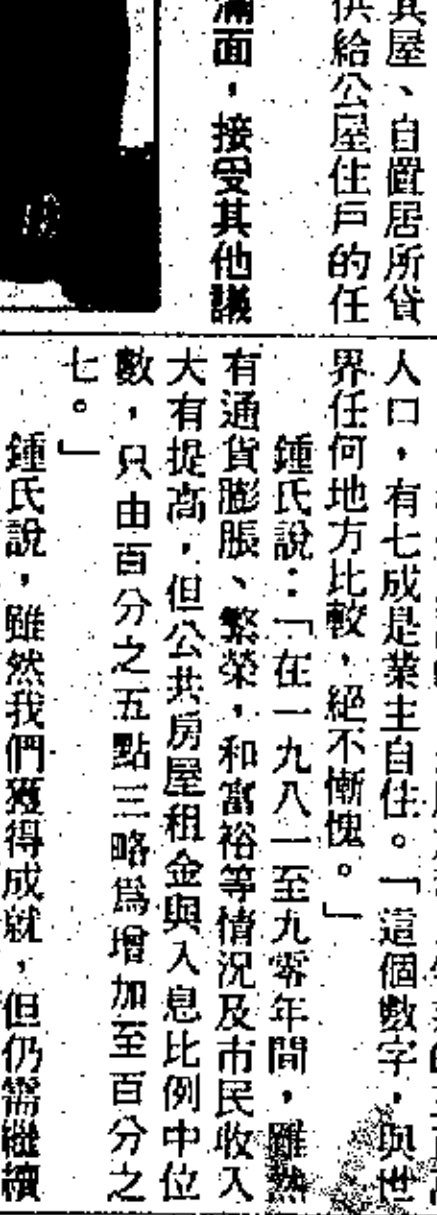 其屋、自置居所貸
供給公屋住戶的任
滿面，接受其他議
人口，有七成是業主自住。「這個數字，與世
界任何地方比較，絕不慚愧。」
鍾氏說：「在一九八一至九零年間，雖然
有通貨膨脹、繁榮，和富裕等情況及市民收入
大有提高，但公共房屋租金與入息比例中位
數，只由百分之五點三略爲增加至百分之
七。」
鍾氏說，雖然我們獲得成就，但仍需繼續